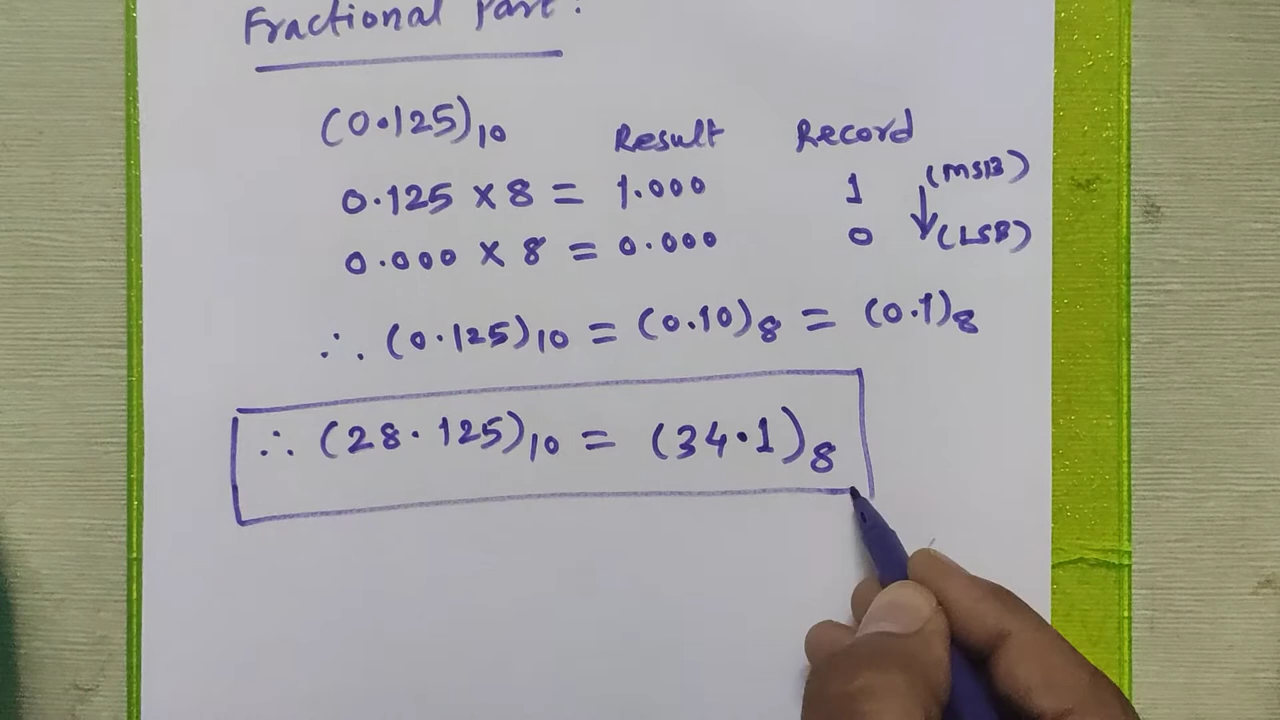 Fractional Part :
(0.125)10
Result Record
0.125 × 8 = 1.000 1 (MSB)
0.000 × 8 = 0.000 0 ↓ (LSB)
∴ (0.125)10 = (0.10)8 = (0.1)8
∴ (28.125)10 = (34.1)8